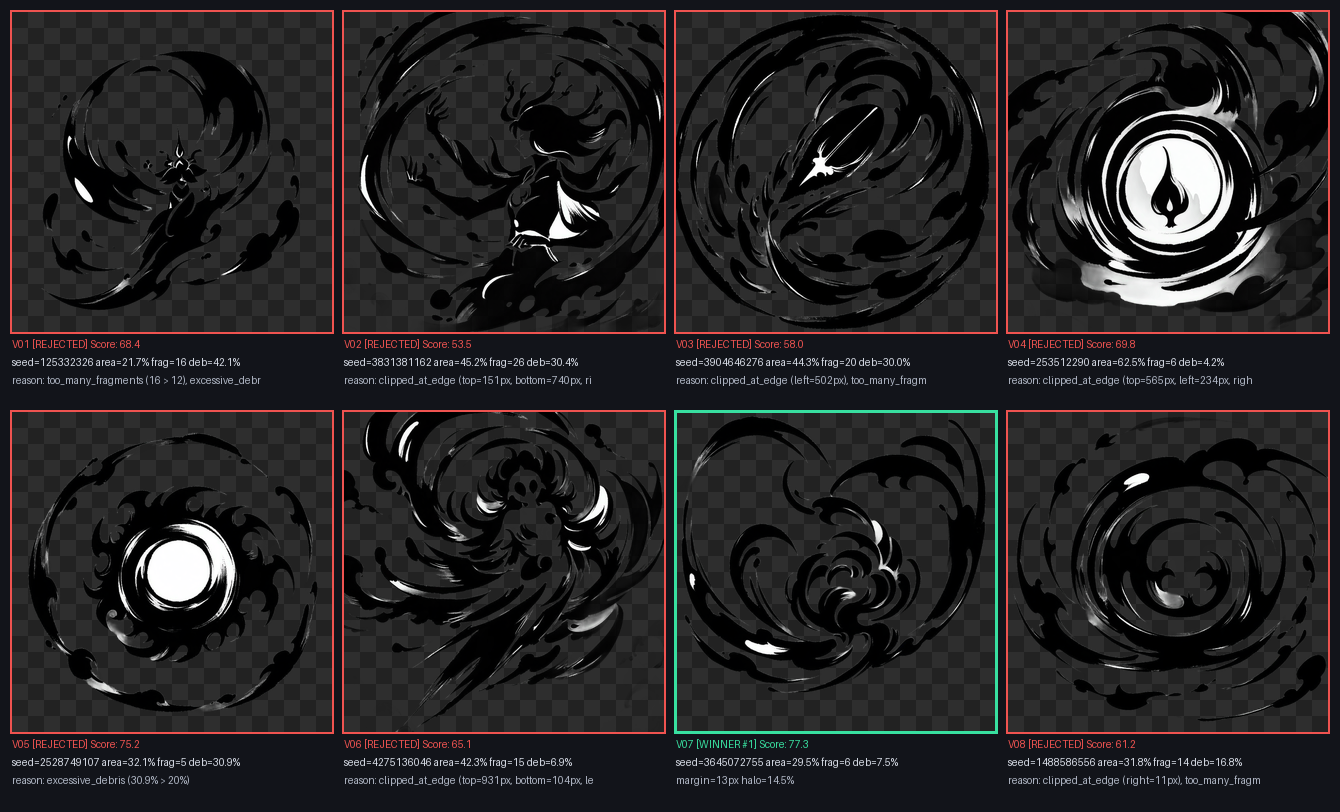 V01 [REJECTED] Score: 68.4
seed=125332326 area=21.7% frag=16 deb=42.1%
reason: too_many_fragments (16 > 12), excessive_debr
V02 [REJECTED] Score: 53.5
seed=3831381162 area=45.2% frag=26 deb=30.4%
reason: clipped_at_edge (top=151px, bottom=740px, ri
V03 [REJECTED] Score: 58.0
seed=3904646276 area=44.3% frag=20 deb=30.0%
reason: clipped_at_edge (left=502px), too_many_fragm
V04 [REJECTED] Score: 69.8
seed=253512290 area=62.5% frag=6 deb=4.2%
reason: clipped_at_edge (top=565px, left=234px, righ
V05 [REJECTED] Score: 75.2
seed=2528749107 area=32.1% frag=5 deb=30.9%
reason: excessive_debris (30.9% > 20%)
V06 [REJECTED] Score: 65.1
seed=4275136046 area=42.3% frag=15 deb=6.9%
reason: clipped_at_edge (top=931px, bottom=104px, le
V07 [WINNER #1] Score: 77.3
seed=3645072755 area=29.5% frag=6 deb=7.5%
margin=13px halo=14.5%
V08 [REJECTED] Score: 61.2
seed=1488586556 area=31.8% frag=14 deb=16.8%
reason: clipped_at_edge (right=11px), too_many_fragm